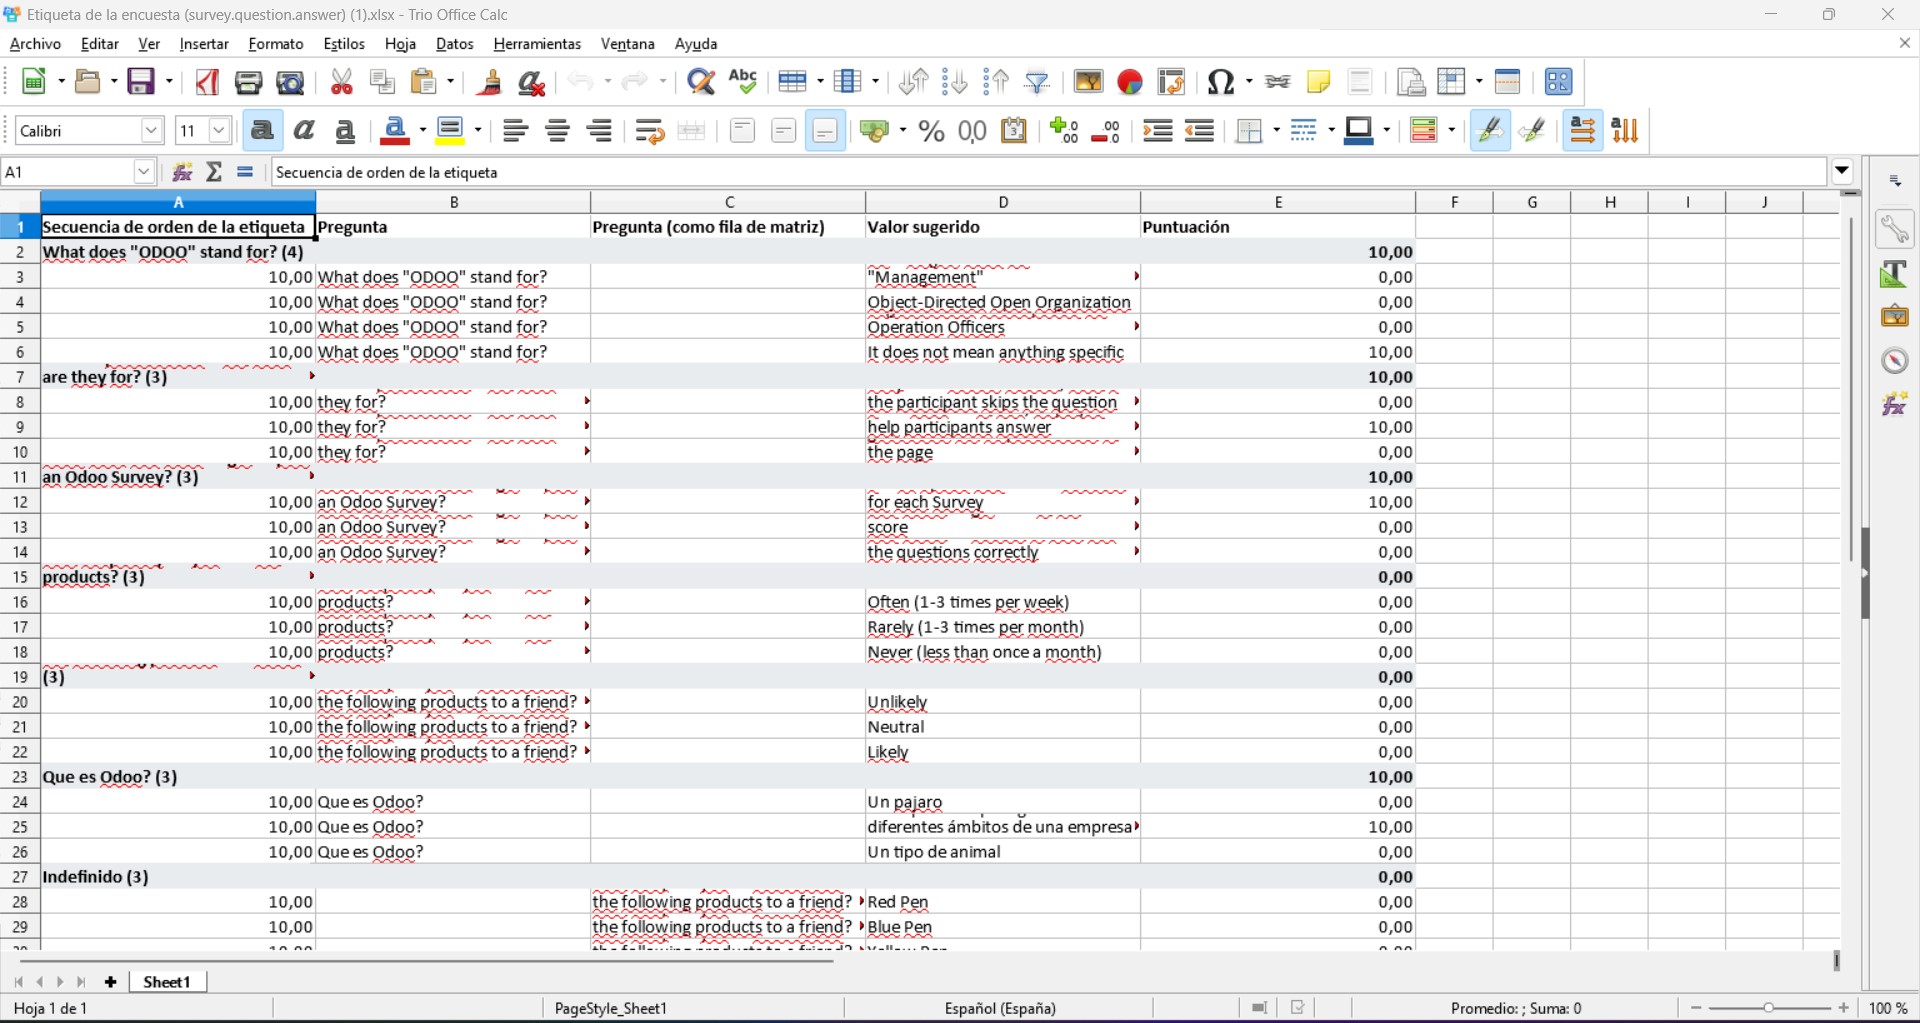 Etiqueta de la encuesta (survey.question.answer) (1).xlsx - Trio Office Calc
Archivo Editar Ver Insertar Formato Estilos Hoja Datos Herramientas Ventana Ayuda
Calibri 11
A1 Secuencia de orden de la etiqueta
A B C D E F G H I J
1 Secuencia de orden de la etiqueta Pregunta Pregunta (como fila de matriz) Valor sugerido Puntuación
2 What does "ODOO" stand for? (4) 10,00
3 10,00 What does "ODOO" stand for? "Management" 0,00
4 10,00 What does "ODOO" stand for? Object-Directed Open Organization 0,00
5 10,00 What does "ODOO" stand for? Operation Officers 0,00
6 10,00 What does "ODOO" stand for? It does not mean anything specific 10,00
7 are they for? (3) 10,00
8 10,00 they for? the participant skips the question 0,00
9 10,00 they for? help participants answer 10,00
10 10,00 they for? the page 0,00
11 an Odoo Survey? (3) 10,00
12 10,00 an Odoo Survey? for each Survey 10,00
13 10,00 an Odoo Survey? score 0,00
14 10,00 an Odoo Survey? the questions correctly 0,00
15 products? (3) 0,00
16 10,00 products? Often (1-3 times per week) 0,00
17 10,00 products? Rarely (1-3 times per month) 0,00
18 10,00 products? Never (less than once a month) 0,00
19 (3) 0,00
20 10,00 the following products to a friend? Unlikely 0,00
21 10,00 the following products to a friend? Neutral 0,00
22 10,00 the following products to a friend? Likely 0,00
23 Que es Odoo? (3) 10,00
24 10,00 Que es Odoo? Un pajaro 0,00
25 10,00 Que es Odoo? diferentes ámbitos de una empresa 10,00
26 10,00 Que es Odoo? Un tipo de animal 0,00
27 Indefinido (3) 0,00
28 10,00 the following products to a friend? Red Pen 0,00
29 10,00 the following products to a friend? Blue Pen 0,00
Sheet1
Hoja 1 de 1 PageStyle_Sheet1 Español (España) Promedio: ; Suma: 0 100 %